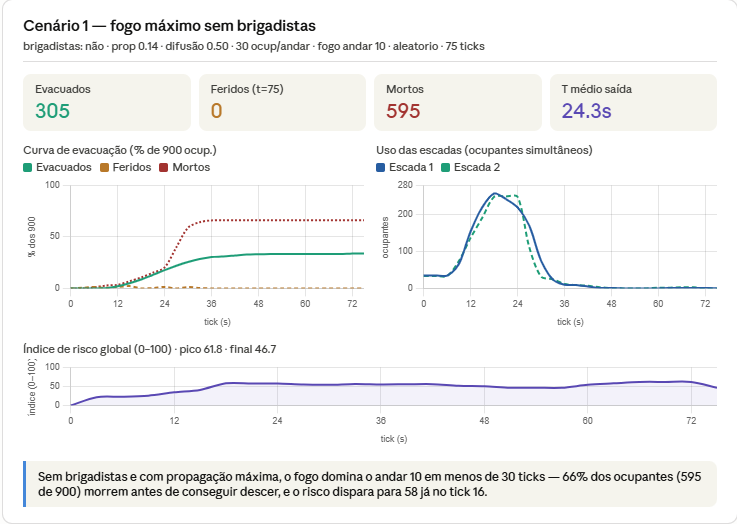 Cenário 1 — fogo máximo sem brigadistas
brigadistas: não · prop 0.14 · difusão 0.50 · 30 ocup/andar · fogo andar 10 · aleatorio · 75 ticks
Evacuados
305
Feridos (t=75)
0
Mortos
595
T médio saída
24.3s
Curva de evacuação (% de 900 ocup.)
Evacuados Feridos Mortos
% dos 900
100
50
0
0 12 24 36 48 60 72
tick (s)
Uso das escadas (ocupantes simultâneos)
Escada 1 Escada 2
ocupantes
280
200
100
0
0 12 24 36 48 60 72
tick (s)
Índice de risco global (0–100) · pico 61.8 · final 46.7
índice (0–100)
100
50
0
0 12 24 36 48 60 72
tick (s)
Sem brigadistas e com propagação máxima, o fogo domina o andar 10 em menos de 30 ticks — 66% dos ocupantes (595
de 900) morrem antes de conseguir descer, e o risco dispara para 58 já no tick 16.